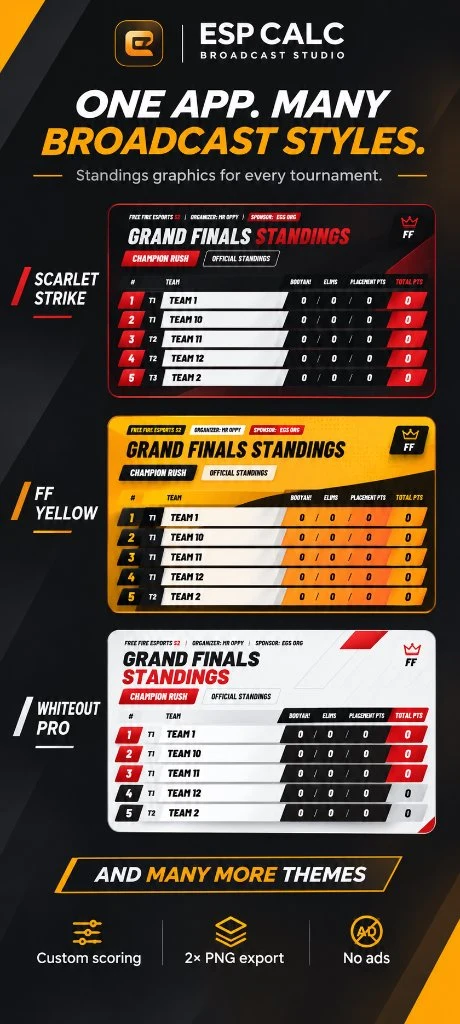 ESP CALC
BROADCAST STUDIO
ONE APP. MANY
BROADCAST STYLES.
Standings graphics for every tournament.
SCARLET
STRIKE
FREE FIRE ESPORTS S2 | ORGANIZER: MR OPPY | SPONSOR: EGS ORG
FF
GRAND FINALS STANDINGS
CHAMPION RUSH OFFICIAL STANDINGS
# TEAM BOOYAH! ELIMS PLACEMENT PTS TOTAL PTS
1 T1 TEAM 1 0 / 0 / 0 0
2 T1 TEAM 10 0 / 0 / 0 0
3 T2 TEAM 11 0 / 0 / 0 0
4 T2 TEAM 12 0 / 0 / 0 0
5 T3 TEAM 2 0 / 0 / 0 0
FF
YELLOW
FREE FIRE ESPORTS S2 ORGANIZER: MR OPPY SPONSOR: EGS ORG
FF
GRAND FINALS STANDINGS
CHAMPION RUSH OFFICIAL STANDINGS
# TEAM BOOYAH! ELIMS PLACEMENT PTS TOTAL PTS
1 T1 TEAM 1 0 / 0 / 0 0
2 T1 TEAM 10 0 / 0 / 0 0
3 T1 TEAM 11 0 / 0 / 0 0
4 T1 TEAM 12 0 / 0 / 0 0
5 T2 TEAM 2 0 / 0 / 0 0
WHITEOUT
PRO
FREE FIRE ESPORTS S2 | ORGANIZER: MR OPPY | SPONSOR: EGS ORG
FF
GRAND FINALS
STANDINGS
CHAMPION RUSH OFFICIAL STANDINGS
# TEAM BOOYAH! ELIMS PLACEMENT PTS TOTAL PTS
1 T1 TEAM 1 0 / 0 / 0 0
2 T1 TEAM 10 0 / 0 / 0 0
3 T1 TEAM 11 0 / 0 / 0 0
4 T1 TEAM 12 0 / 0 / 0 0
5 T2 TEAM 2 0 / 0 / 0 0
AND MANY MORE THEMES
AD
Custom scoring
2× PNG export
No ads